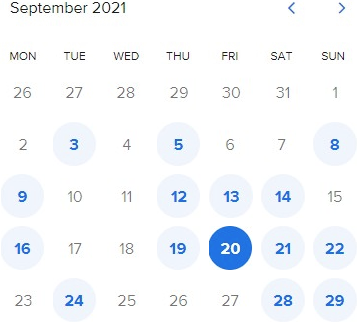 September 2021
MON TUE WED THU FRI SAT SUN
26 27 28 29 30 31 1
2 3 4 5 6 7 8
9 10 11 12 13 14 15
16 17 18 19 20 21 22
23 24 25 26 27 28 29